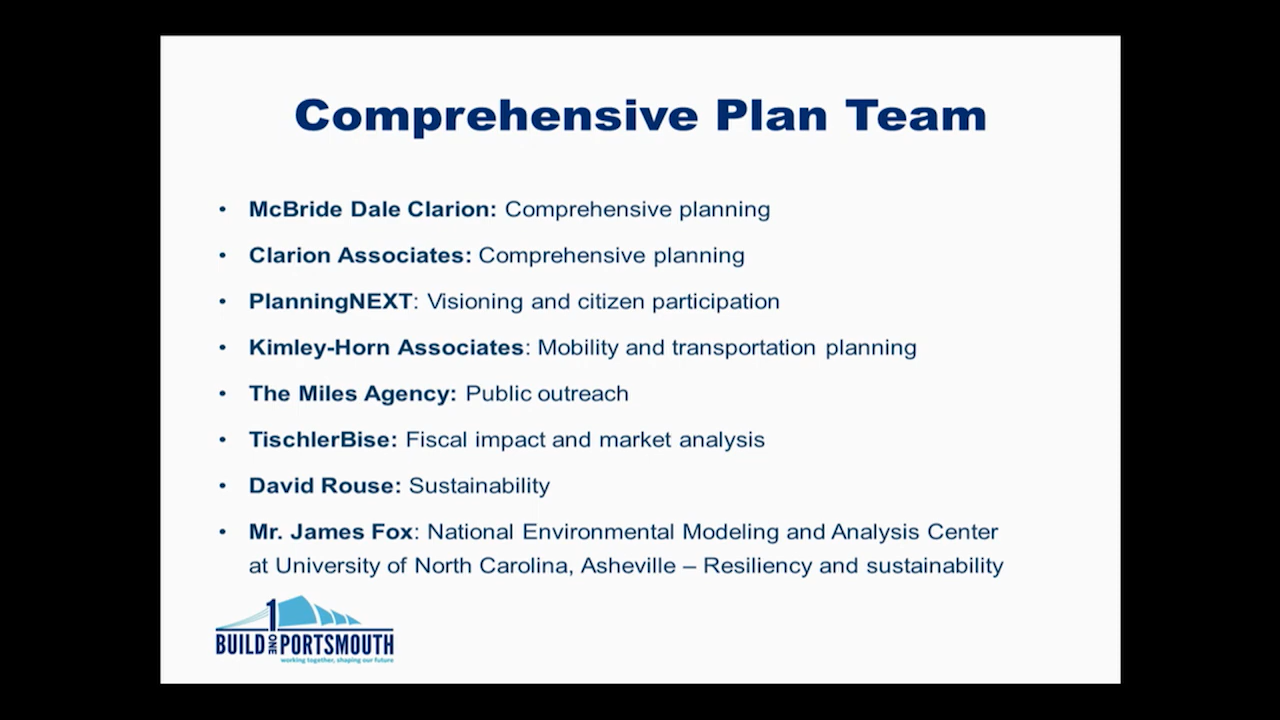 Comprehensive Plan Team
• McBride Dale Clarion: Comprehensive planning
• Clarion Associates: Comprehensive planning
• PlanningNEXT: Visioning and citizen participation
• Kimley-Horn Associates: Mobility and transportation planning
• The Miles Agency: Public outreach
• TischlerBise: Fiscal impact and market analysis
• David Rouse: Sustainability
• Mr. James Fox: National Environmental Modeling and Analysis Center
at University of North Carolina, Asheville – Resiliency and sustainability
1
BUILD ONE PORTSMOUTH
working together, shaping our future